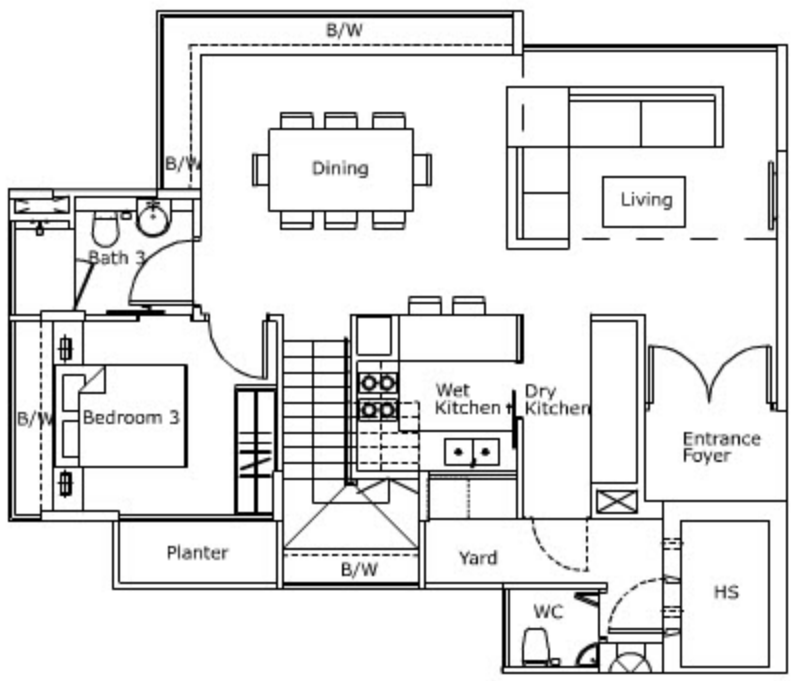 B/W
B/W
Dining
Living
Bath 3
B/W
Bedroom 3
Wet
Kitchen
Dry
Kitchen
Entrance
Foyer
Planter
B/W
Yard
WC
HS